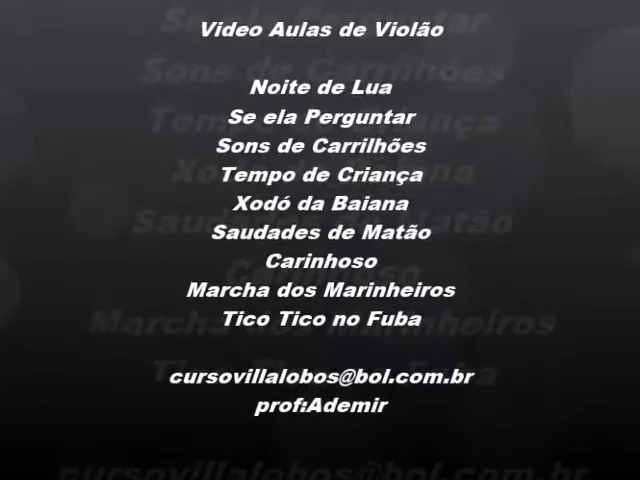 Video Aulas de Violão
Noite de Lua
Se ela Perguntar
Sons de Carrilhões
Tempo de Criança
Xodó da Baiana
Saudades de Matão
Carinhoso
Marcha dos Marinheiros
Tico Tico no Fuba
cursovillalobos@bol.com.br
prof:Ademir